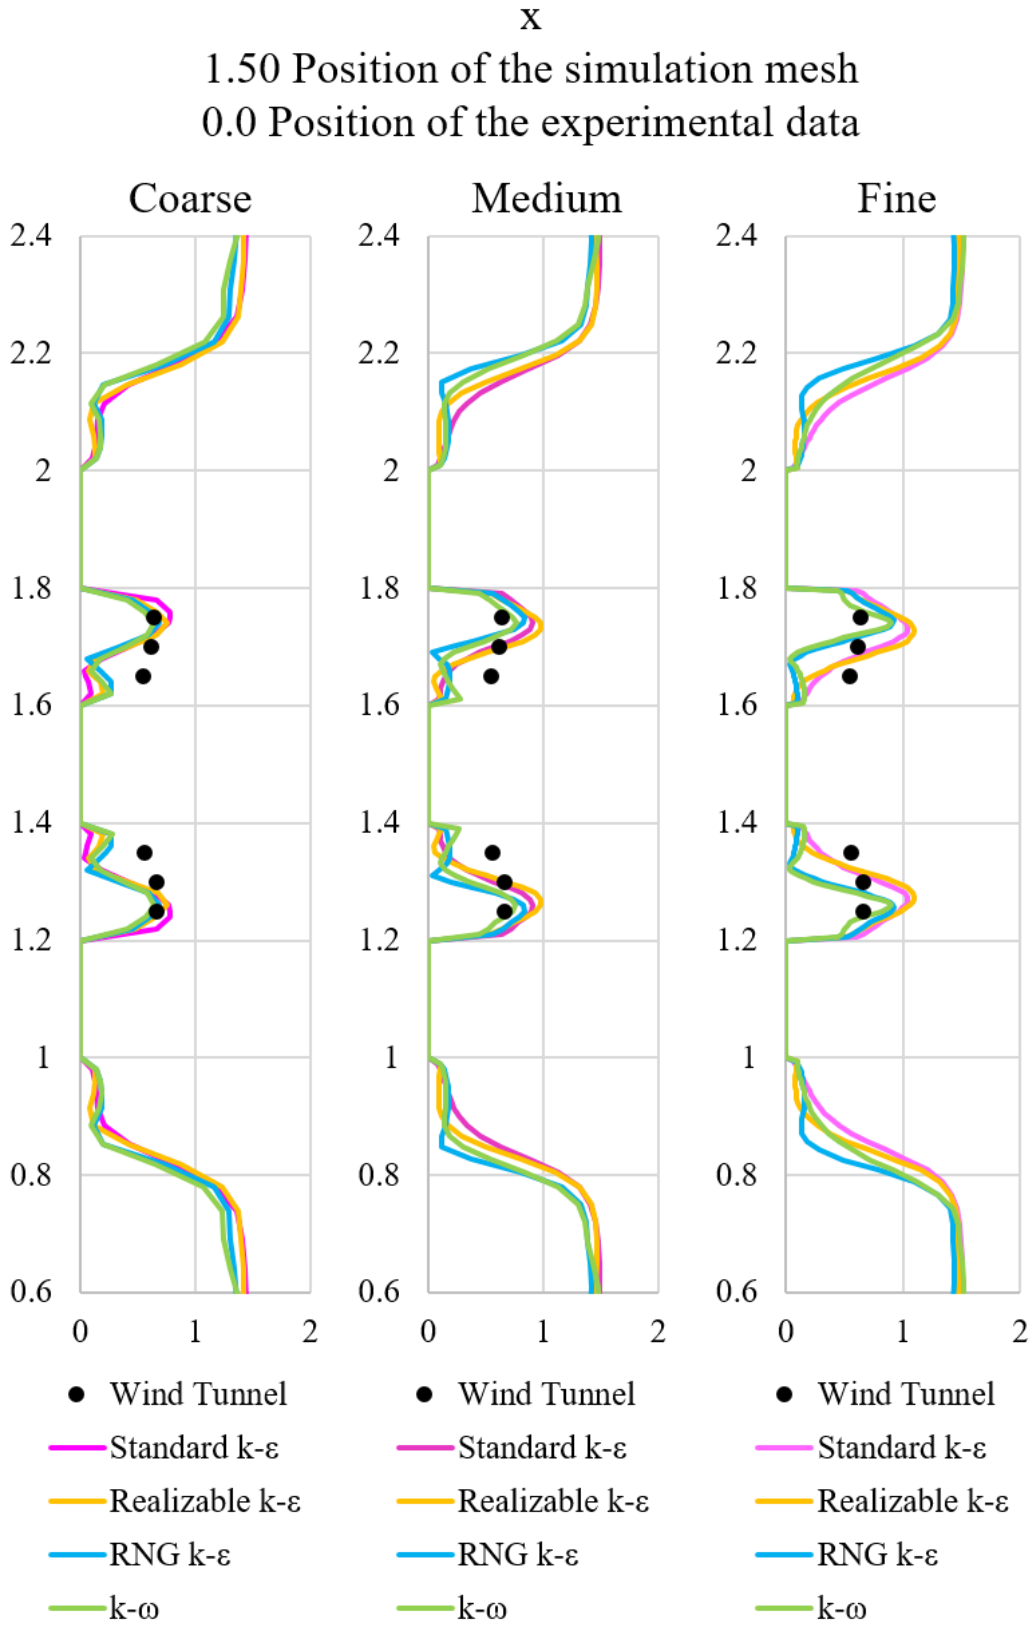 x
1.50 Position of the simulation mesh
0.0 Position of the experimental data
Coarse Medium Fine
2.4 2.4 2.4
2.2 2.2 2.2
2 2 2
1.8 1.8 1.8
1.6 1.6 1.6
1.4 1.4 1.4
1.2 1.2 1.2
1 1 1
0.8 0.8 0.8
0.6 0.6 0.6
0 1 2 0 1 2 0 1 2
Wind Tunnel Wind Tunnel Wind Tunnel
Standard k-ε Standard k-ε Standard k-ε
Realizable k-ε Realizable k-ε Realizable k-ε
RNG k-ε RNG k-ε RNG k-ε
k-ω k-ω k-ω